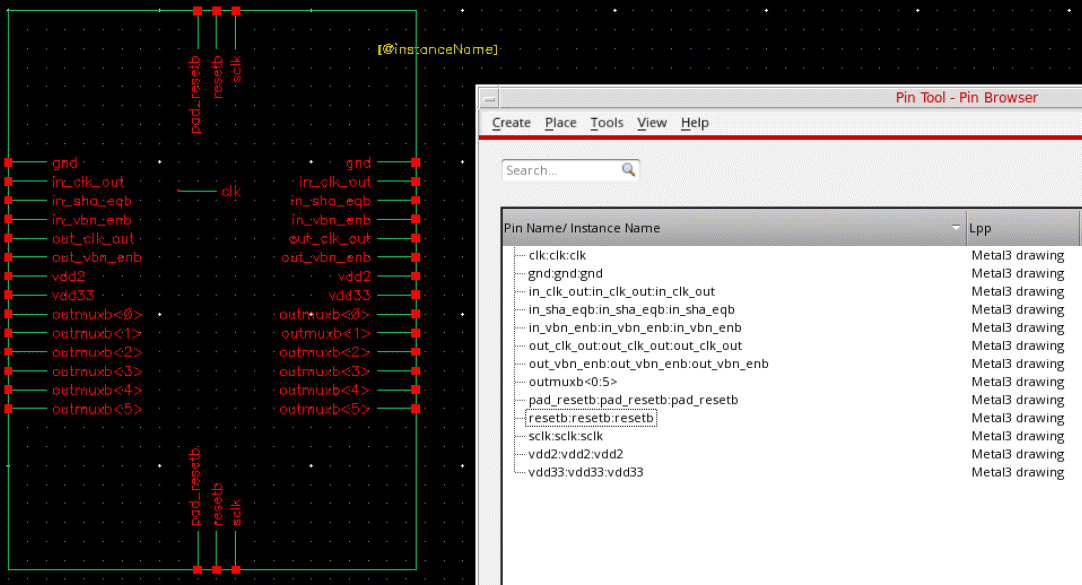 [@instanceName]
pad_resetb
resetb
sclk
gnd
in_clk_out
in_sha_eqb
in_vbn_enb
out_clk_out
out_vbn_enb
vdd2
vdd33
outmuxb<0>
outmuxb<1>
outmuxb<2>
outmuxb<3>
outmuxb<4>
outmuxb<5>
clk
gnd
in_clk_out
in_sha_eqb
in_vbn_enb
out_clk_out
out_vbn_enb
vdd2
vdd33
outmuxb<0>
outmuxb<1>
outmuxb<2>
outmuxb<3>
outmuxb<4>
outmuxb<5>
pad_resetb
resetb
sclk
Pin Tool - Pin Browser
Create Place Tools View Help
Search...
Pin Name/ Instance Name Lpp
clk:clk:clk Metal3 drawing
gnd:gnd:gnd Metal3 drawing
in_clk_out:in_clk_out:in_clk_out Metal3 drawing
in_sha_eqb:in_sha_eqb:in_sha_eqb Metal3 drawing
in_vbn_enb:in_vbn_enb:in_vbn_enb Metal3 drawing
out_clk_out:out_clk_out:out_clk_out Metal3 drawing
out_vbn_enb:out_vbn_enb:out_vbn_enb Metal3 drawing
outmuxb<0:5> Metal3 drawing
pad_resetb:pad_resetb:pad_resetb Metal3 drawing
resetb:resetb:resetb Metal3 drawing
sclk:sclk:sclk Metal3 drawing
vdd2:vdd2:vdd2 Metal3 drawing
vdd33:vdd33:vdd33 Metal3 drawing